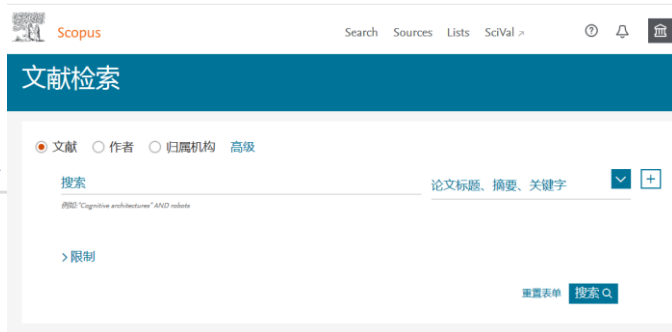 Scopus
Search Sources Lists SciVal ↗
文献检索
文献 作者 归属机构 高级
搜索 论文标题、摘要、关键字
例如:"Cognitive architectures" AND robots
>限制
重置表单 搜索